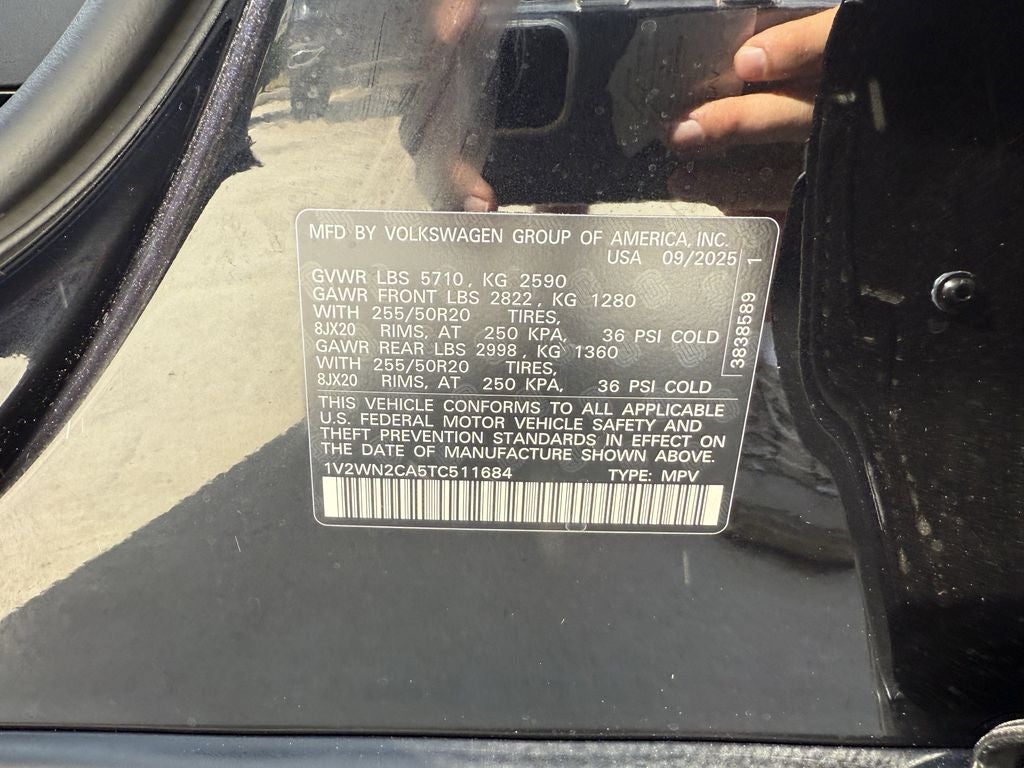 MFD BY VOLKSWAGEN GROUP OF AMERICA, INC.
USA 09/2025
GVWR LBS 5710, KG 2590
GAWR FRONT LBS 2822, KG 1280
WITH 255/50R20 TIRES,
8JX20 RIMS, AT 250 KPA, 36 PSI COLD
GAWR REAR LBS 2998, KG 1360
WITH 255/50R20 TIRES,
8JX20 RIMS, AT 250 KPA, 36 PSI COLD
3838589 1
THIS VEHICLE CONFORMS TO ALL APPLICABLE
U.S. FEDERAL MOTOR VEHICLE SAFETY AND
THEFT PREVENTION STANDARDS IN EFFECT ON
THE DATE OF MANUFACTURE SHOWN ABOVE.
1V2WN2CA5TC511684 TYPE: MPV